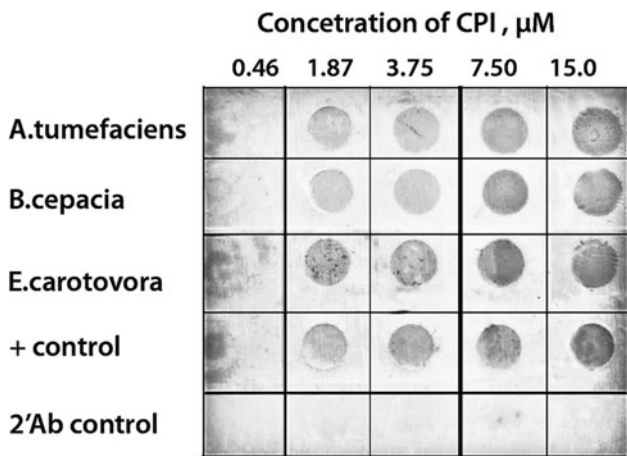 Concetration of CPI , µM
0.46 1.87 3.75 7.50 15.0
A.tumefaciens
B.cepacia
E.carotovora
+ control
2'Ab control